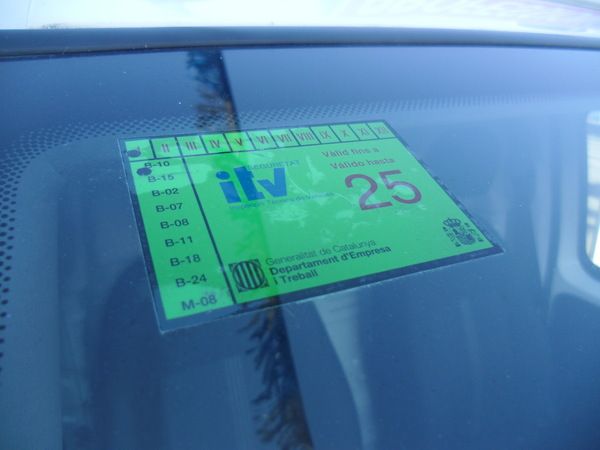 I II III IV V VI VII VIII IX X XI XII
B-10
B-15
B-02
B-07
B-08
B-11
B-18
B-24
M-08
SEGURETAT
itv
Vàlid fins a
Válido hasta
25
Generalitat de Catalunya
Departament d'Empresa
i Treball